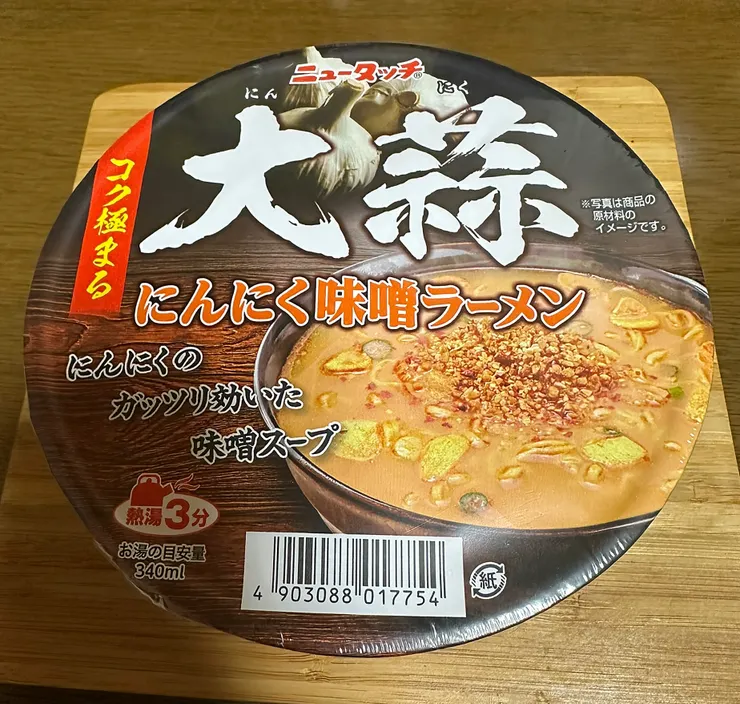 ニュータッチ®
にん にく
大蒜
コク極まる
※写真は商品の
原材料の
イメージです。
にんにく味噌ラーメン
にんにくの
ガッツリ効いた
味噌スープ
熱湯3分
お湯の目安量
340ml
4 903088 017754
紙